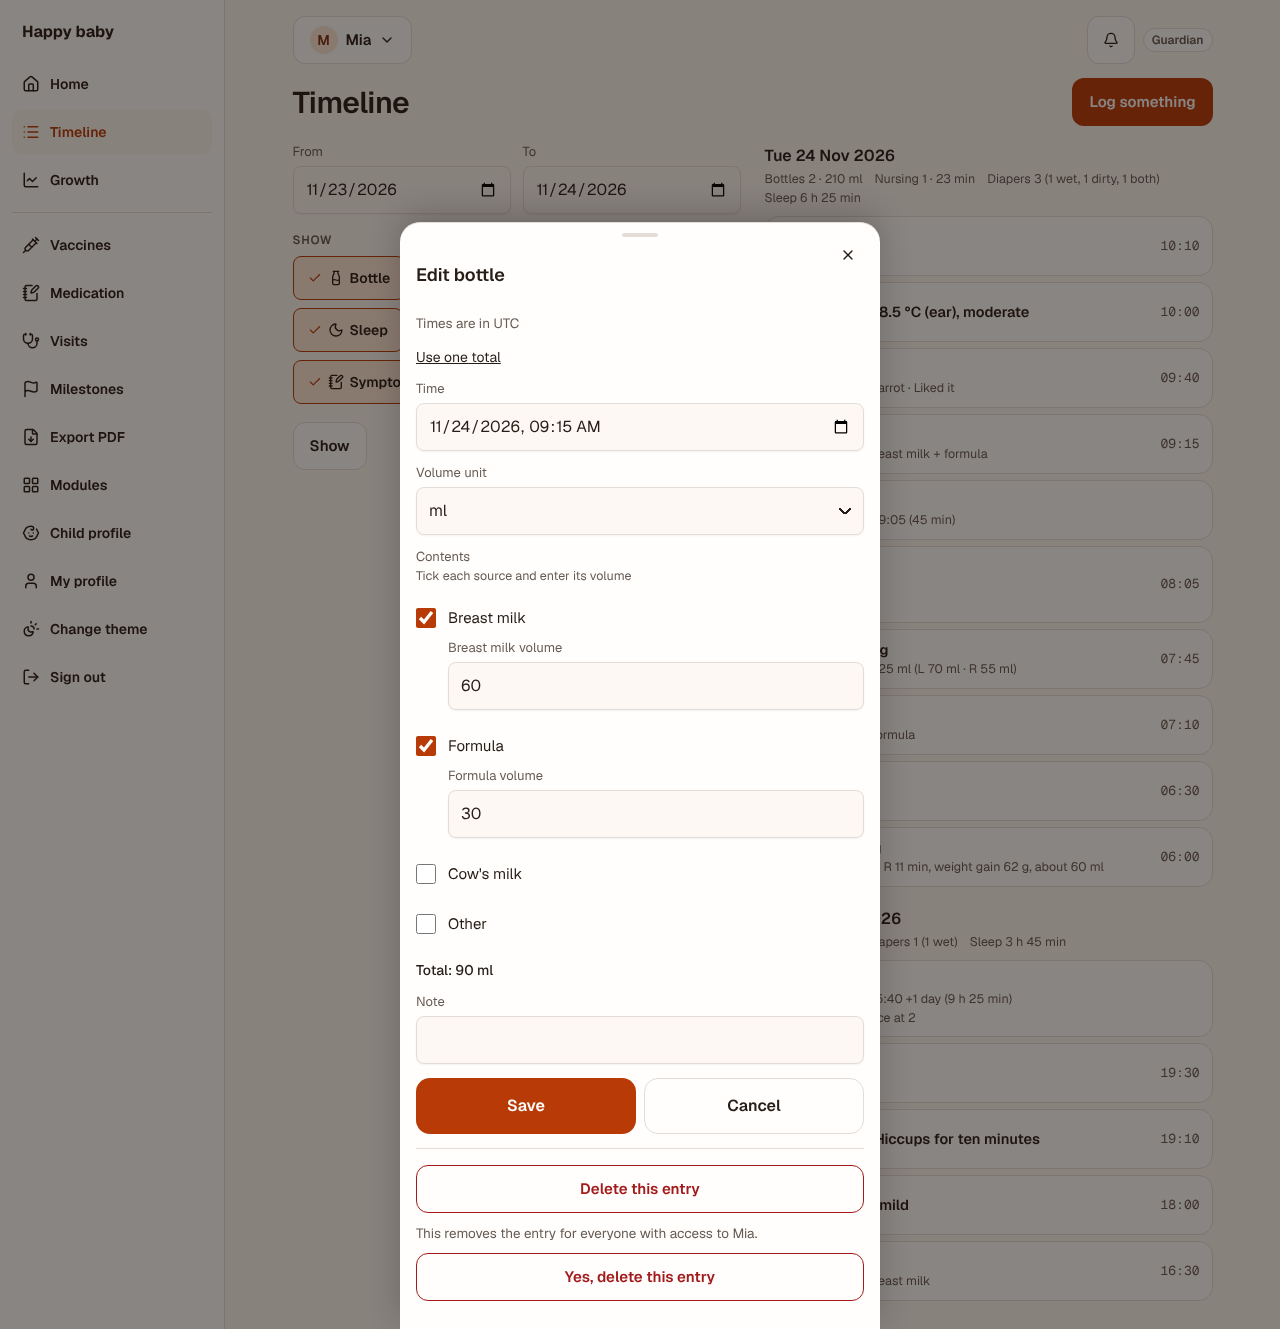 Happy baby
Home
Timeline
Growth
Vaccines
Medication
Visits
Milestones
Export PDF
Modules
Child profile
My profile
Change theme
Sign out
M Mia
Guardian
Timeline
Log something
From
To
11/23/2026
11/24/2026
SHOW
Bottle
Sleep
Sympto
Show
Tue 24 Nov 2026
Bottles 2 · 210 ml Nursing 1 · 23 min Diapers 3 (1 wet, 1 dirty, 1 both)
Sleep 6 h 25 min
10:10
8.5 °C (ear), moderate
10:00
arrot · Liked it
09:40
east milk + formula
09:15
9:05 (45 min)
08:05
g
25 ml (L 70 ml · R 55 ml)
07:45
ormula
07:10
06:30
R 11 min, weight gain 62 g, about 60 ml
06:00
26
apers 1 (1 wet) Sleep 3 h 45 min
5:40 +1 day (9 h 25 min)
ce at 2
19:30
Hiccups for ten minutes
19:10
mild
18:00
east milk
16:30
Edit bottle
Times are in UTC
Use one total
Time
11/24/2026, 09:15 AM
Volume unit
ml
Contents
Tick each source and enter its volume
Breast milk
Breast milk volume
60
Formula
Formula volume
30
Cow's milk
Other
Total: 90 ml
Note
Save
Cancel
Delete this entry
This removes the entry for everyone with access to Mia.
Yes, delete this entry